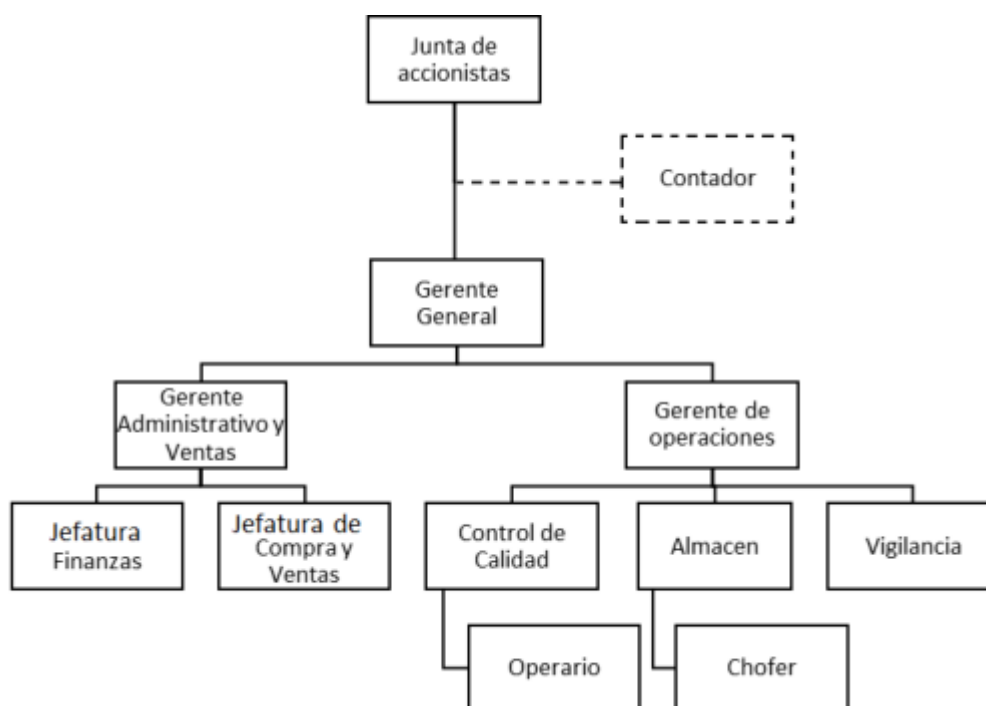 Junta de
accionistas
Contador
Gerente
General
Gerente
Administrativo y
Ventas
Gerente de
operaciones
Jefatura
Finanzas
Jefatura de
Compra y
Ventas
Control de
Calidad
Almacen
Vigilancia
Operario
Chofer